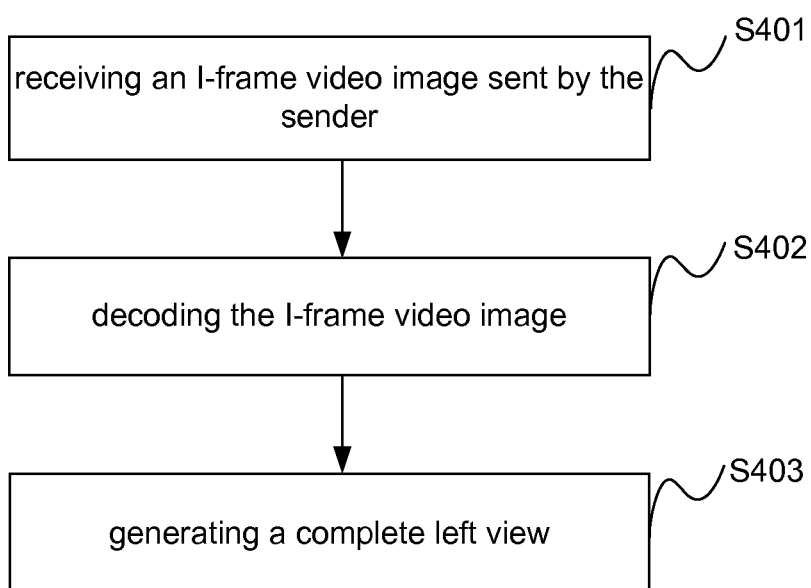 S401
receiving an I-frame video image sent by the
sender
S402
decoding the I-frame video image
S403
generating a complete left view